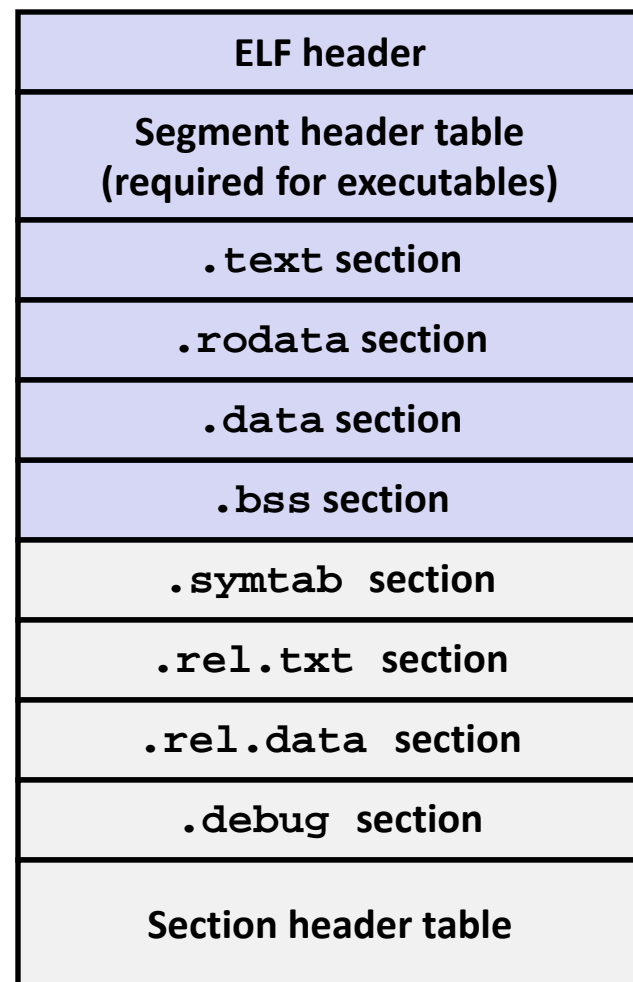 ELF header
Segment header table
(required for executables)
.text section
.rodata section
.data section
.bss section
.symtab section
.rel.txt section
.rel.data section
.debug section
Section header table